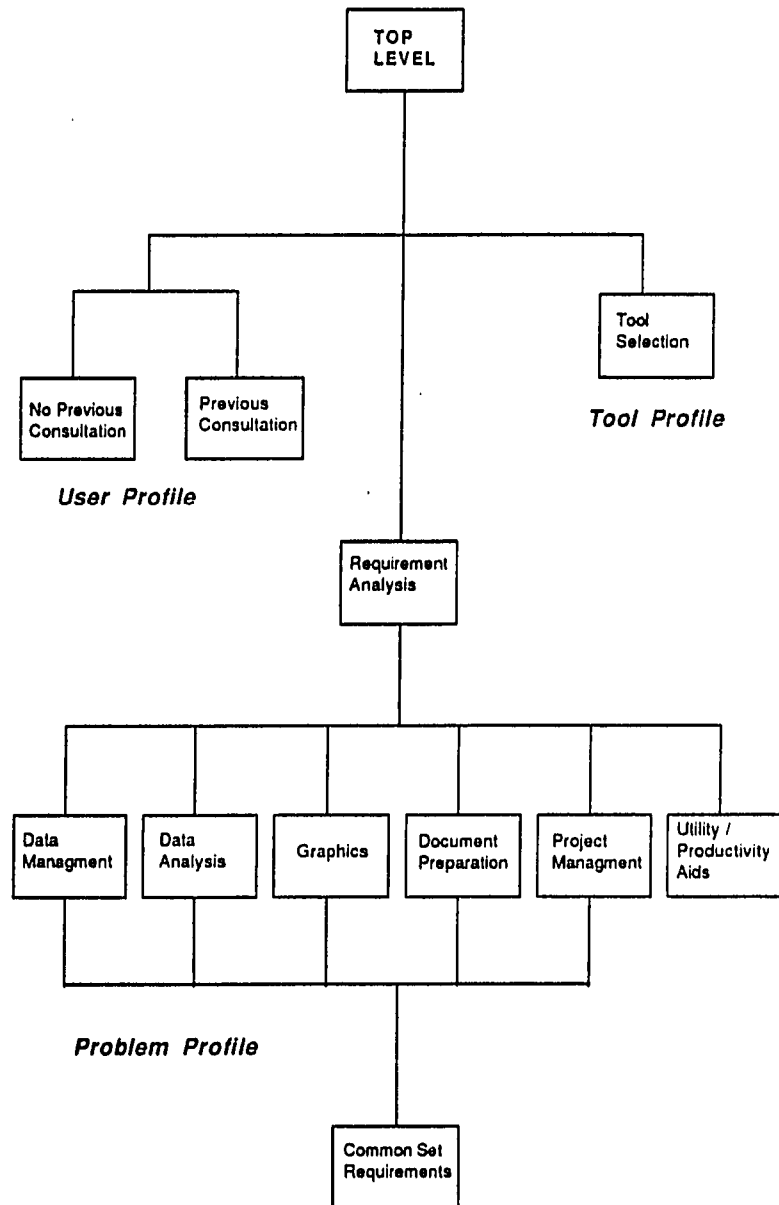 TOP
LEVEL
Tool
Selection
No Previous
Consultation
Previous
Consultation
Tool Profile
User Profile
Requirement
Analysis
Data
Managment
Data
Analysis
Graphics
Document
Preparation
Project
Managment
Utility /
Productivity
Aids
Problem Profile
Common Set
Requirements